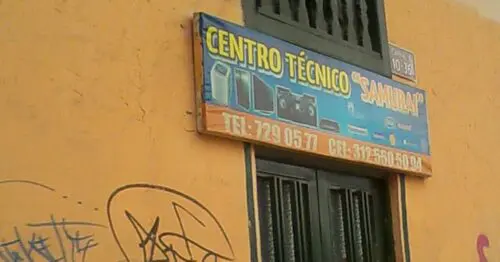 CENTRO TÉCNICO "SAMURAI"
TEL: 729 05 77 CEL: 312 550 50 94